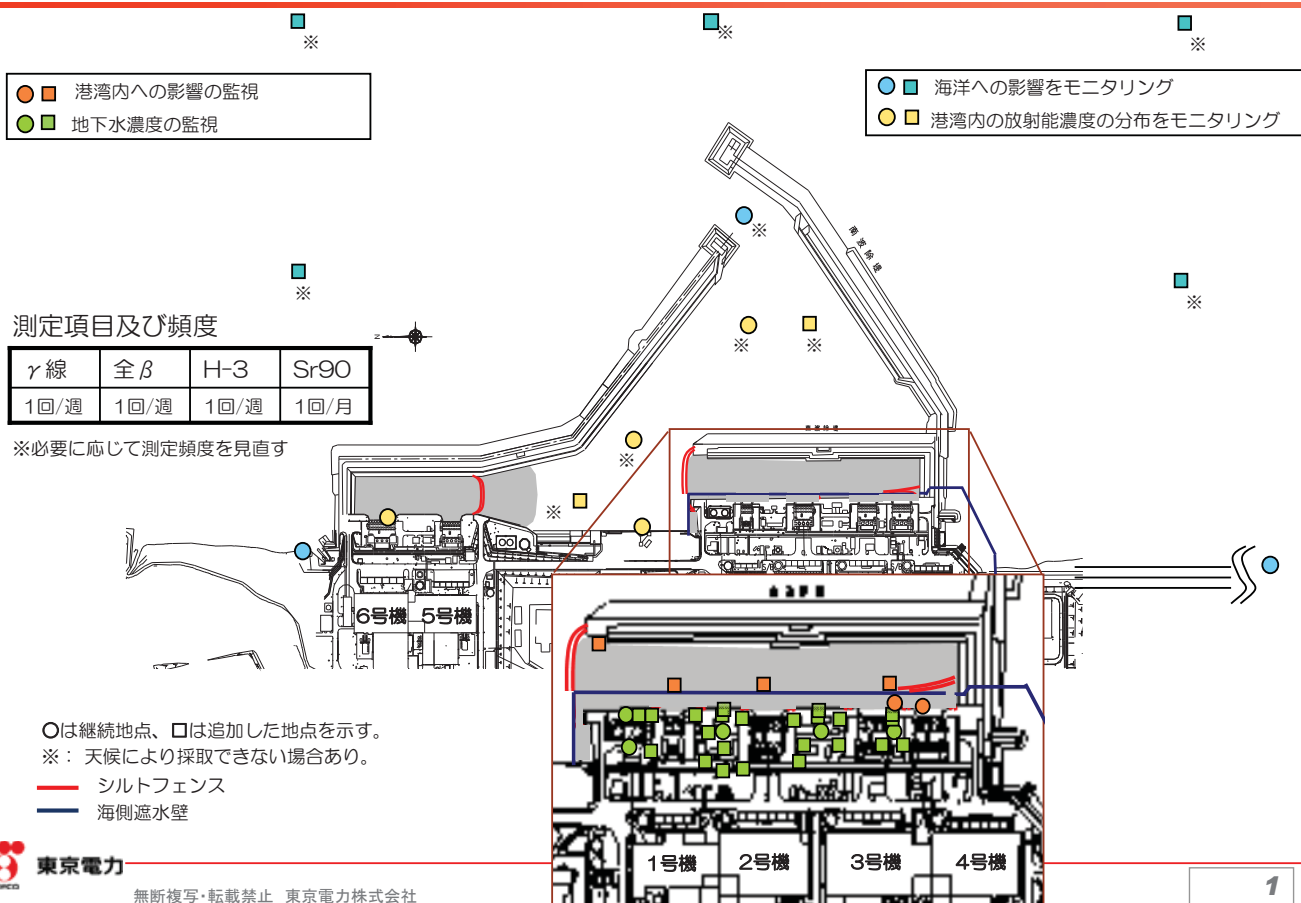 ※
※
※
港湾内への影響の監視
地下水濃度の監視
海洋への影響をモニタリング
港湾内の放射能濃度の分布をモニタリング
※
南波除堤
※
※
測定項目及び頻度
N
※
※
γ線 全β H-3 Sr90
1回/週 1回/週 1回/週 1回/月
※必要に応じて測定頻度を見直す
※
※
6号機 5号機
○は継続地点、□は追加した地点を示す。
※： 天候により採取できない場合あり。
シルトフェンス
海側遮水壁
1号機 2号機 3号機 4号機
東京電力
無断複写・転載禁止 東京電力株式会社
1